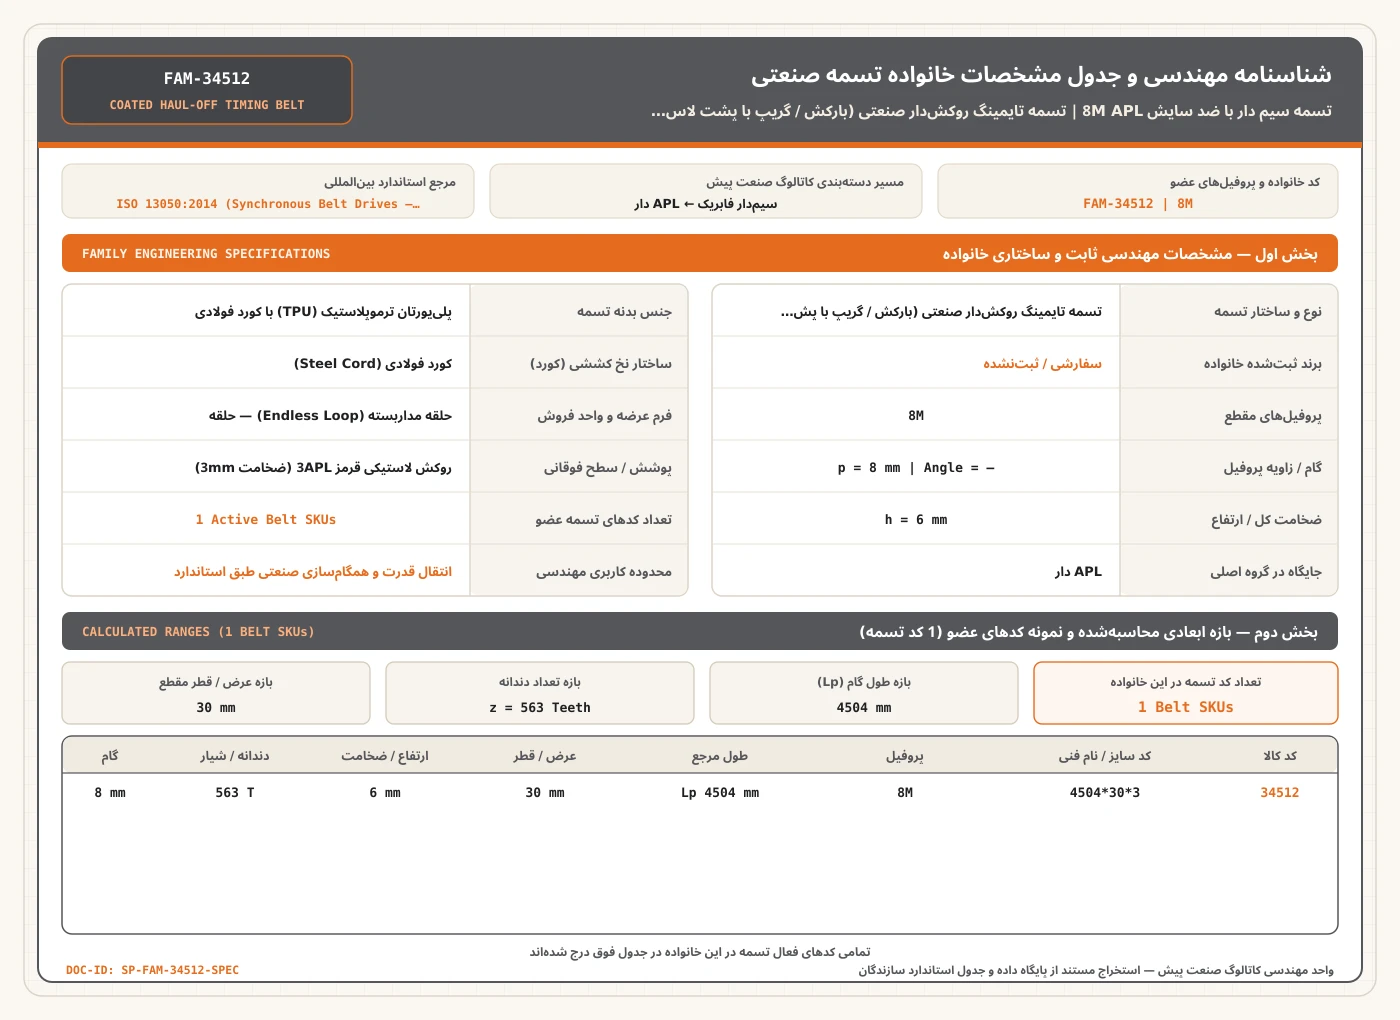 شناسنامه مهندسی و جدول مشخصات خانواده تسمه صنعتی
تسمه سیم دار با ضد سایش 8M APL | تسمه تایمینگ روکش‌دار صنعتی (بارکش / گریپ با پشت لاس...
FAM-34512
COATED HAUL-OFF TIMING BELT
کد خانواده و پروفیل‌های عضو
FAM-34512 | 8M
مسیر دسته‌بندی کاتالوگ صنعت پیش
سیم‌دار فابریک ← APL دار
مرجع استاندارد بین‌المللی
ISO 13050:2014 (Synchronous Belt Drives —…
بخش اول — مشخصات مهندسی ثابت و ساختاری خانواده
FAMILY ENGINEERING SPECIFICATIONS
نوع و ساختار تسمه
تسمه تایمینگ روکش‌دار صنعتی (بارکش / گریپ با پش...
برند ثبت‌شده خانواده
سفارشی / ثبت‌نشده
پروفیل‌های مقطع
8M
گام / زاویه پروفیل
p = 8 mm | Angle = —
ضخامت کل / ارتفاع
h = 6 mm
جایگاه در گروه اصلی
APL دار
جنس بدنه تسمه
پلی‌یورتان ترموپلاستیک (TPU) با کورد فولادی
ساختار نخ کششی (کورد)
کورد فولادی (Steel Cord)
فرم عرضه و واحد فروش
حلقه مداربسته (Endless Loop) — حلقه
پوشش / سطح فوقانی
روکش لاستیکی قرمز 3APL (ضخامت 3mm)
تعداد کدهای تسمه عضو
1 Active Belt SKUs
محدوده کاربری مهندسی
انتقال قدرت و همگام‌سازی صنعتی طبق استاندارد
بخش دوم — بازه ابعادی محاسبه‌شده و نمونه کدهای عضو (1 کد تسمه)
CALCULATED RANGES (1 BELT SKUs)
تعداد کد تسمه در این خانواده
1 Belt SKUs
بازه طول گام (Lp)
4504 mm
بازه تعداد دندانه
z = 563 Teeth
بازه عرض / قطر مقطع
30 mm
کد کالا کد سایز / نام فنی پروفیل طول مرجع عرض / قطر ارتفاع / ضخامت دندانه / شیار گام
34512 4504*30*3 8M Lp 4504 mm 30 mm 6 mm 563 T 8 mm
تمامی کدهای فعال تسمه در این خانواده در جدول فوق درج شده‌اند
واحد مهندسی کاتالوگ صنعت پیش — استخراج مستند از پایگاه داده و جدول استاندارد سازندگان
DOC-ID: SP-FAM-34512-SPEC